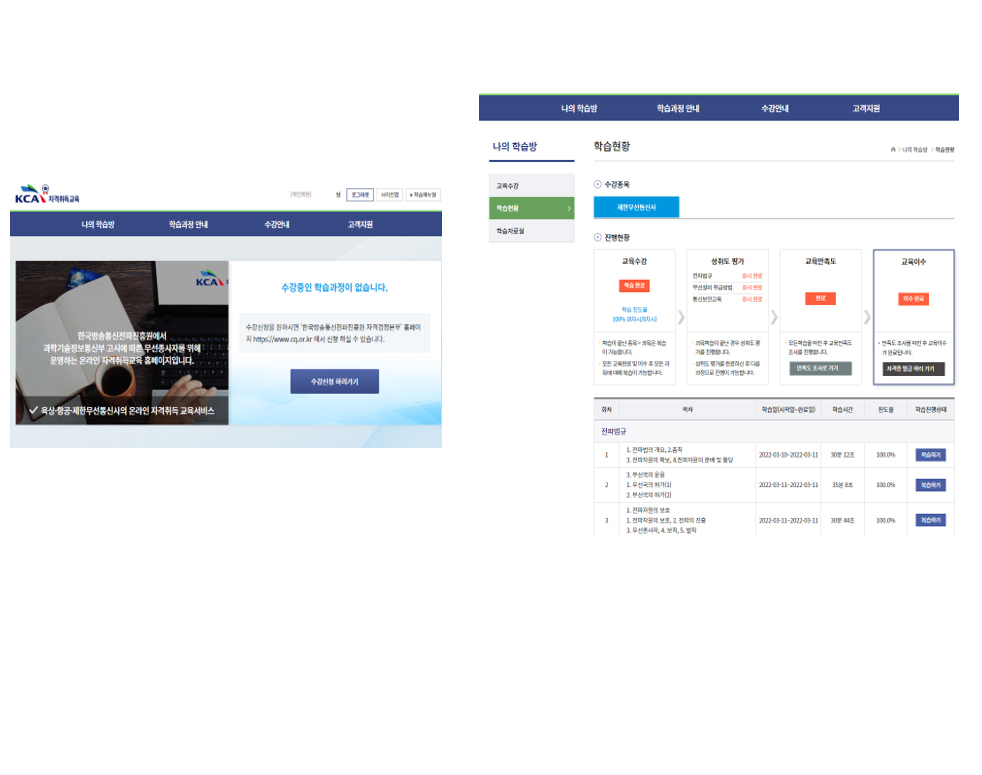 KCA 자격취득교육
[개인회원]
님
로그아웃
사이트맵
학습매뉴얼
나의 학습방
학습과정 안내
수강안내
고객지원
KCA
한국방송통신전파진흥원에서
과학기술정보통신부 고시에 따른 무선종사자를 위해
운영하는 온라인 자격취득교육 홈페이지입니다.
육상·항공·제한무선통신사의 온라인 자격취득 교육서비스
수강중인 학습과정이 없습니다.
수강신청을 원하시면 '한국방송통신전파진흥원 자격검정본부' 홈페이
지 https://www.cq.or.kr 에서 신청 하실 수 있습니다.
수강신청 하러가기
나의 학습방
학습과정 안내
수강안내
고객지원
나의 학습방
교육수강
학습현황
학습자료실
학습현황
> 나의 학습방 > 학습현황
수강종목
제한무선통신사
진행현황
교육수강
학습 완료
학습 진도율
100% (8차시/8차시)
· 학습이 끝난 종목 > 과목은 복습
이 가능합니다.
· 모든 교육완료 및 이수 후 모든 과
목에 대해 복습이 가능합니다.
성취도 평가
전파법규 응시 완료
무선설비 취급방법 응시 완료
통신보안교육 응시 완료
· 과목학습이 끝난 경우 성취도 평
가를 진행합니다.
· 성취도 평가를 완료하신 후 다음
과정으로 진행이 가능합니다.
교육만족도
완료
· 모든학습을 마친 후 교육만족도
조사를 진행합니다.
만족도 조사로 가기
교육이수
이수 완료
· 만족도 조사를 마친 후 교육이수
가 완료됩니다.
자격증 발급 하러 가기
회차 목차 학습일(시작일~완료일) 학습시간 진도율 학습진행상태
전파법규
1
1. 전파법의 개요, 2.총칙
3. 전파자원의 확보, 4.전파자원의 분배 및 할당
2022-03-10~2022-03-11 30분 12초 100.0% 복습하기
2
3. 무선국의 운용
1. 무선국의 허가(1)
2. 무선국의 허가(2)
2022-03-11~2022-03-11 35분 8초 100.0% 복습하기
3
1. 전파자원의 보호
1. 전파자원의 보호, 2. 전파의 진흥
3. 무선종사자, 4. 보칙, 5. 벌칙
2022-03-11~2022-03-11 30분 44초 100.0% 복습하기